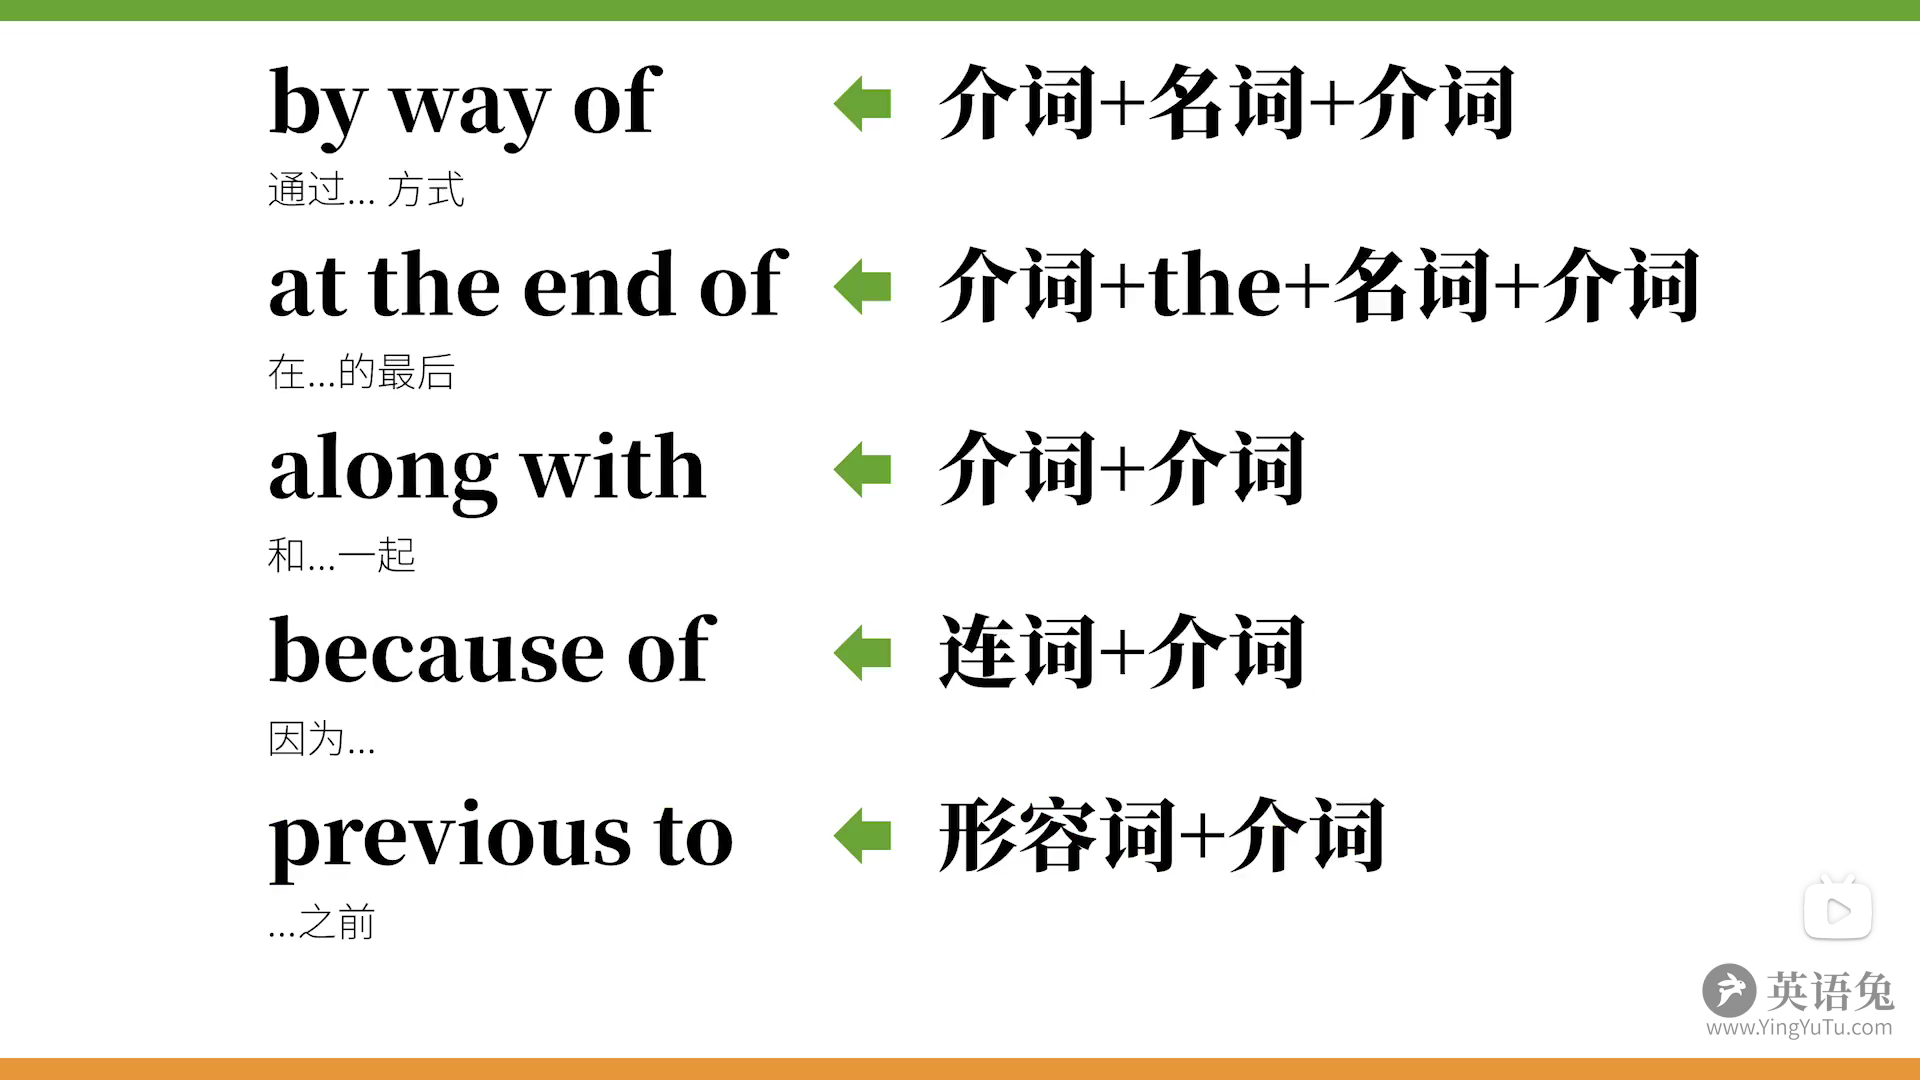 by way of 介词+名词+介词
通过... 方式
at the end of 介词+the+名词+介词
在...的最后
along with 介词+介词
和...一起
because of 连词+介词
因为...
previous to 形容词+介词
...之前
英语兔
www.YingYuTu.com